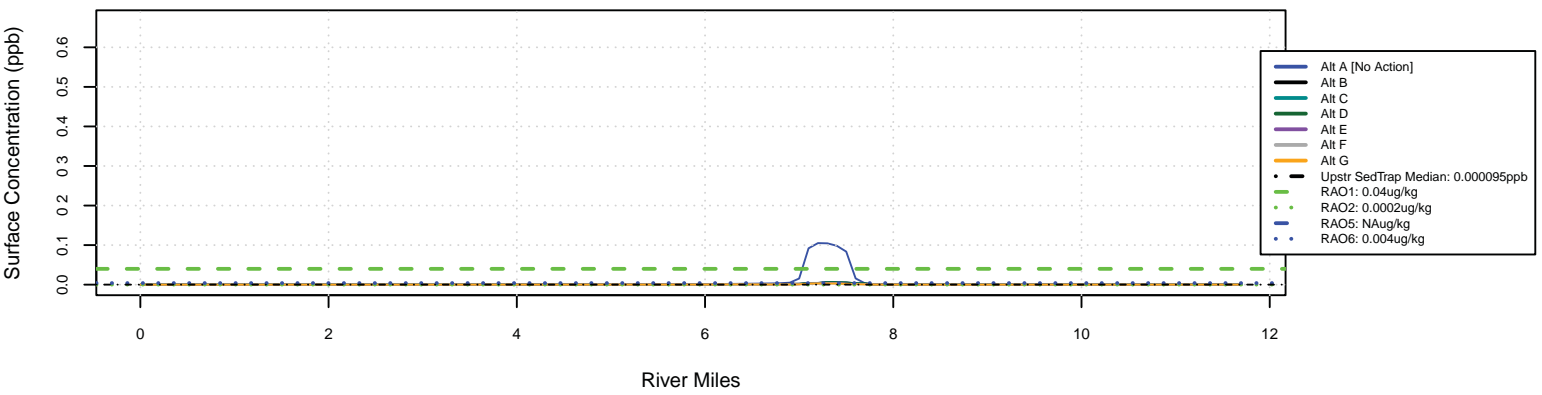 Surface Concentration (ppb)
0.6
0.5
0.4
0.3
0.2
0.1
0.0
0 2 4 6 8 10 12
River Miles
Alt A [No Action]
Alt B
Alt C
Alt D
Alt E
Alt F
Alt G
Upstr SedTrap Median: 0.000095ppb
RAO1: 0.04ug/kg
RAO2: 0.0002ug/kg
RAO5: NAug/kg
RAO6: 0.004ug/kg